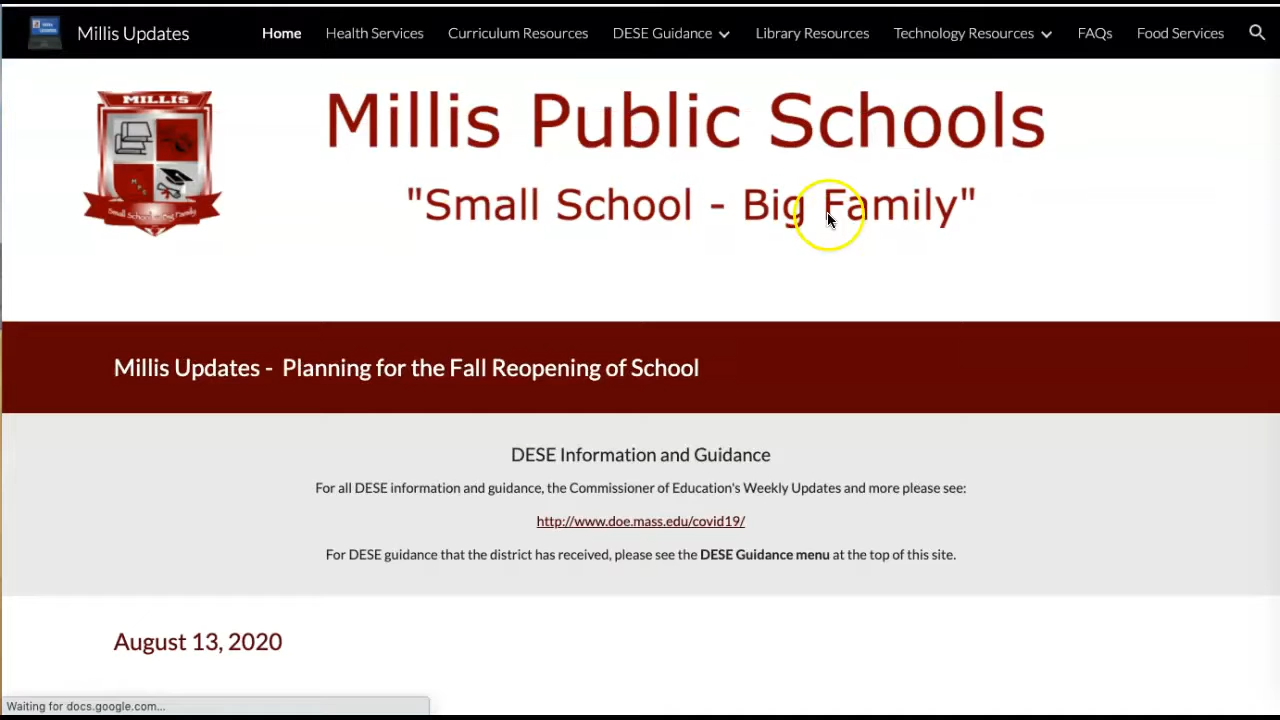 Millis Updates
Home Health Services Curriculum Resources DESE Guidance Library Resources Technology Resources FAQs Food Services
MILLIS
Small School - Big Family
Millis Public Schools
"Small School - Big Family"
Millis Updates - Planning for the Fall Reopening of School
DESE Information and Guidance
For all DESE information and guidance, the Commissioner of Education's Weekly Updates and more please see:
http://www.doe.mass.edu/covid19/
For DESE guidance that the district has received, please see the DESE Guidance menu at the top of this site.
August 13, 2020
Waiting for docs.google.com...